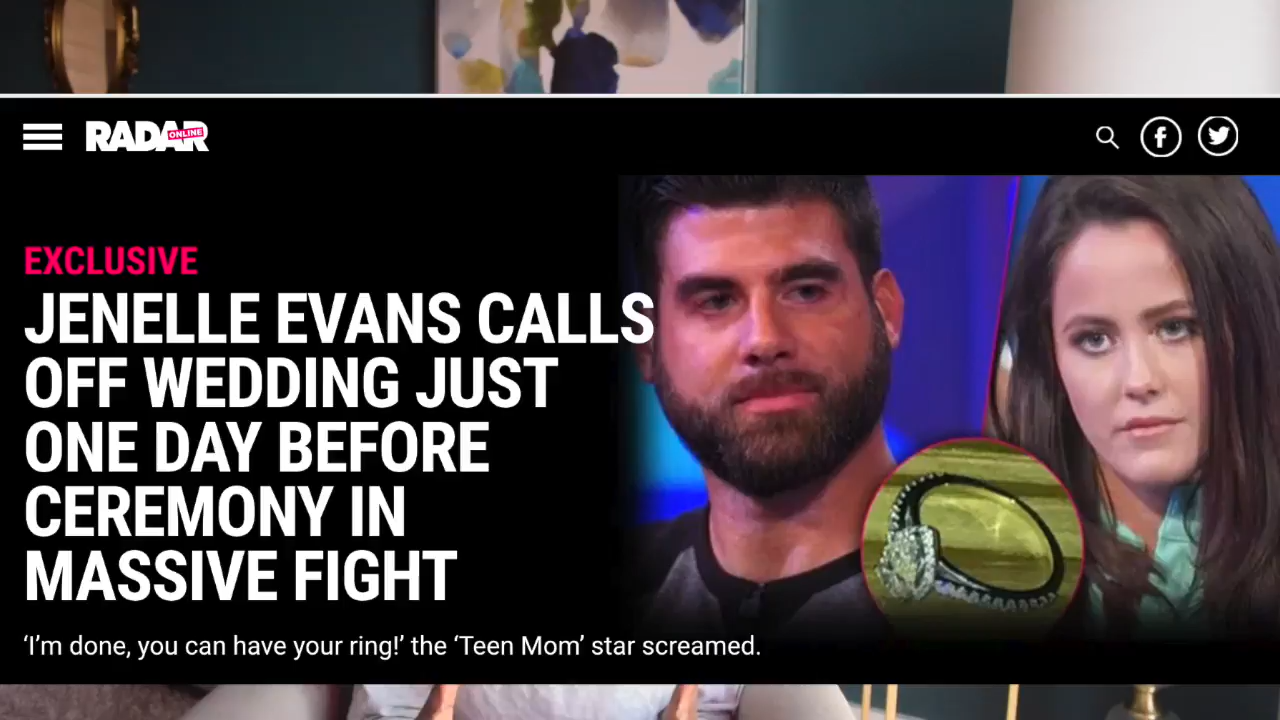 RADAR ONLINE
EXCLUSIVE
JENELLE EVANS CALLS
OFF WEDDING JUST
ONE DAY BEFORE
CEREMONY IN
MASSIVE FIGHT
‘I’m done, you can have your ring!’ the ‘Teen Mom’ star screamed.